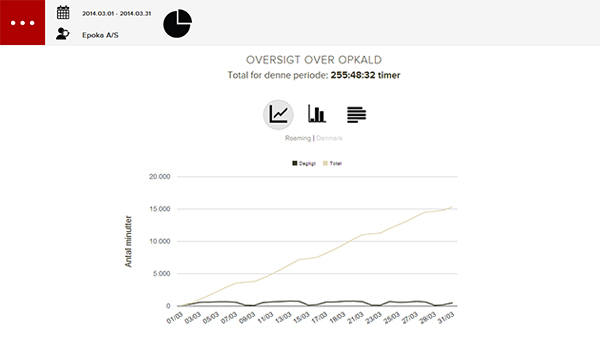 2014.03.01 - 2014.03.31
Epoka A/S
OVERSIGT OVER OPKALD
Total for denne periode: 255:48:32 timer
Roaming | Danmark
Dagligt Total
Antal minutter
20 000
15 000
10 000
5 000
0
01/03 03/03 05/03 07/03 09/03 11/03 13/03 15/03 17/03 19/03 21/03 23/03 25/03 27/03 29/03 31/03